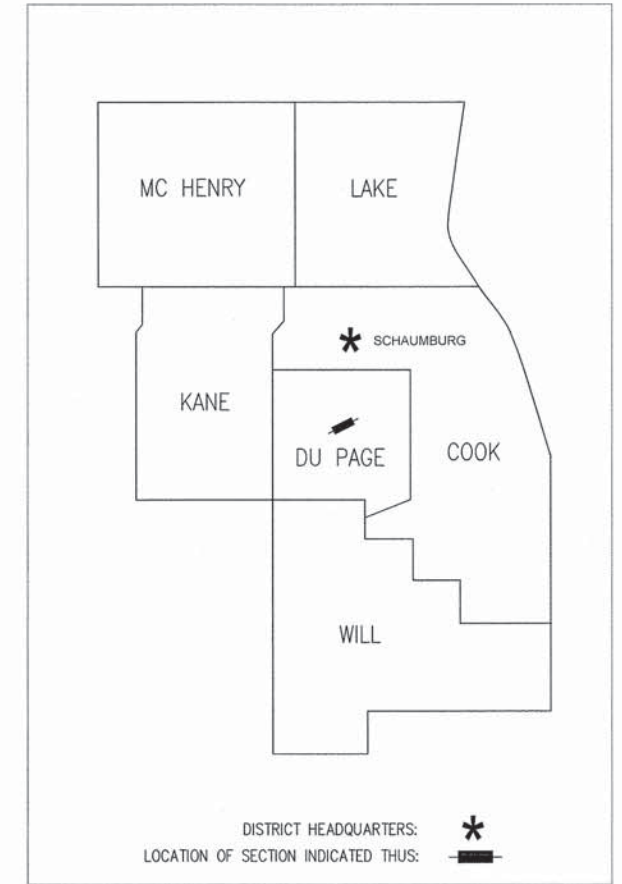 MC HENRY
LAKE
SCHAUMBURG
KANE
DU PAGE
COOK
WILL
DISTRICT HEADQUARTERS:
LOCATION OF SECTION INDICATED THUS: